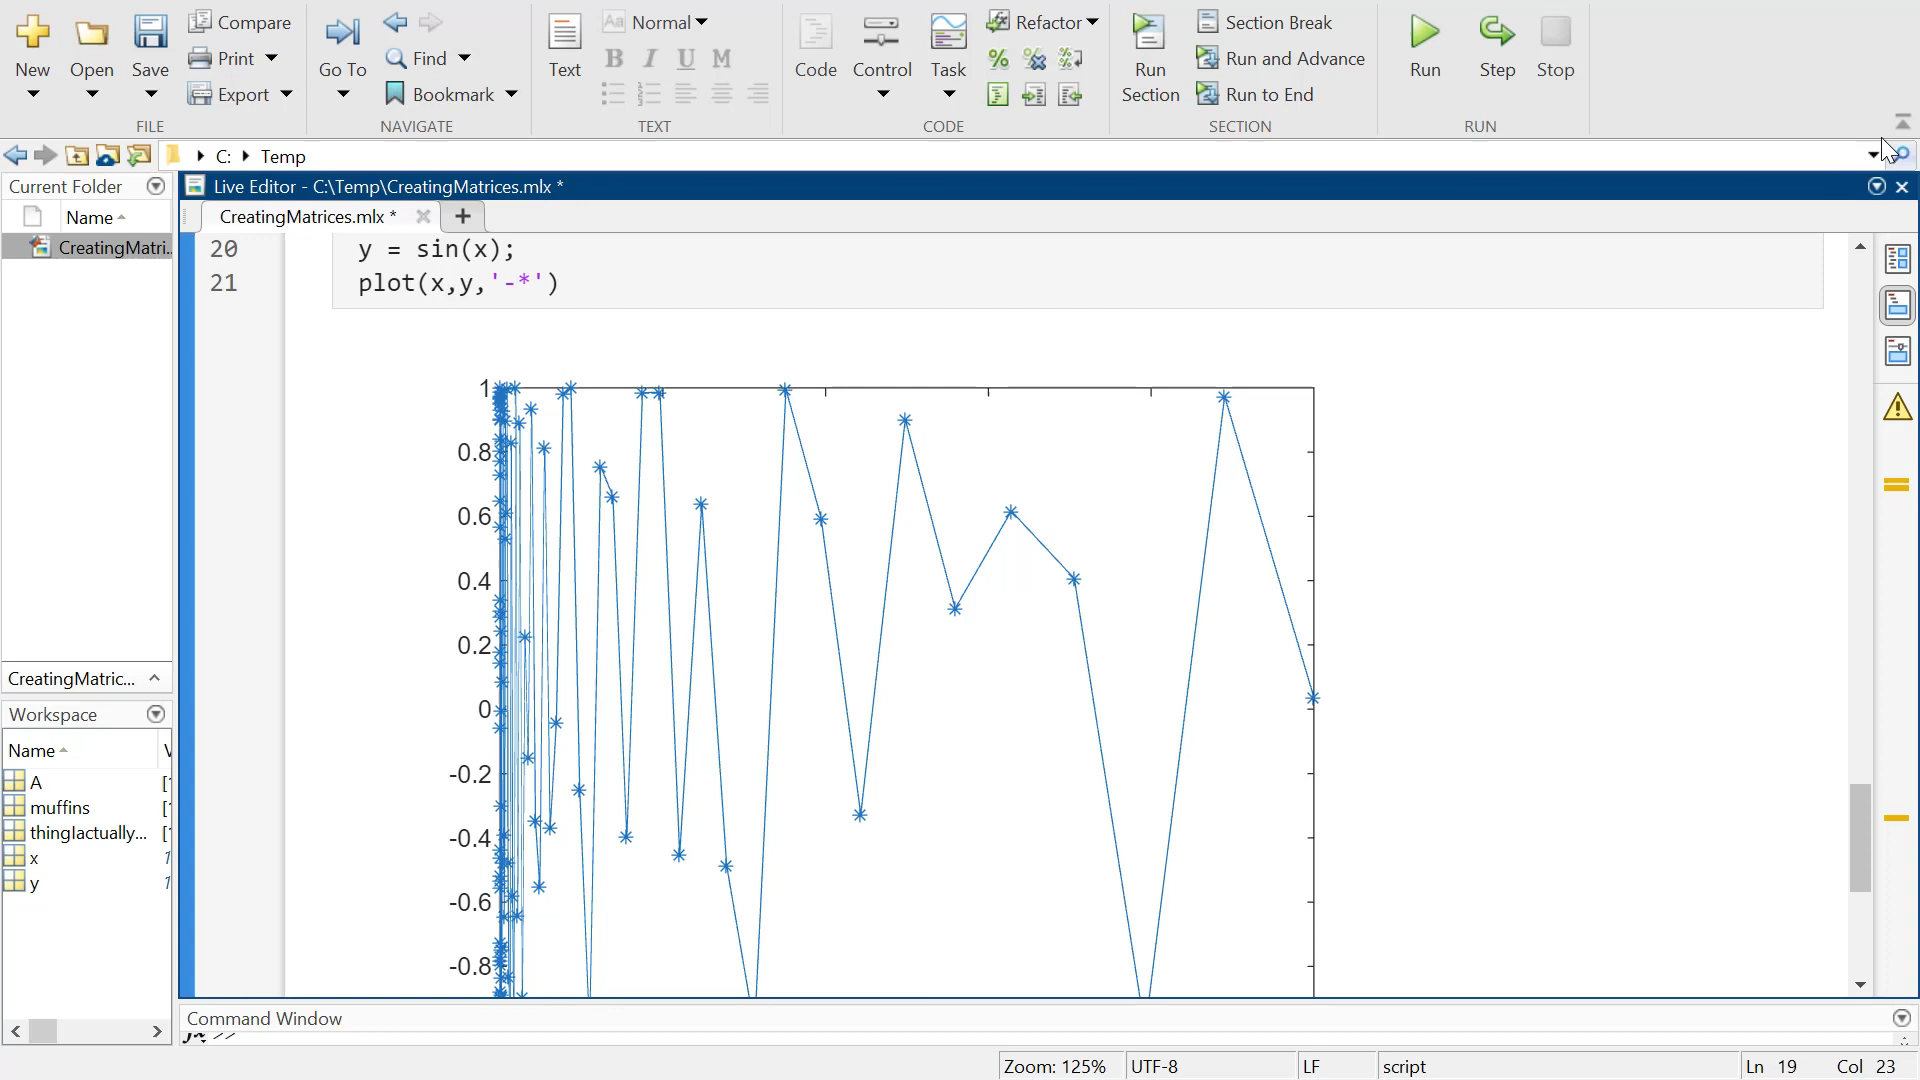 New
Open
Save
Compare
Print
Export
FILE
Go To
Find
Bookmark
NAVIGATE
Text
Aa Normal
B I U M
TEXT
Code
Control
Task
Refactor
CODE
Run
Section
Section Break
Run and Advance
Run to End
SECTION
Run
Step
Stop
RUN
C:
Temp
Current Folder
Name
CreatingMatri..
CreatingMatric...
Workspace
Name
A
muffins
thingIactually...
x
y
Live Editor - C:\Temp\CreatingMatrices.mlx *
CreatingMatrices.mlx *
20 y = sin(x);
21 plot(x,y,'-*')
1
0.8
0.6
0.4
0.2
0
-0.2
-0.4
-0.6
-0.8
Command Window
fx >>
Zoom: 125%
UTF-8
LF
script
Ln 19
Col 23